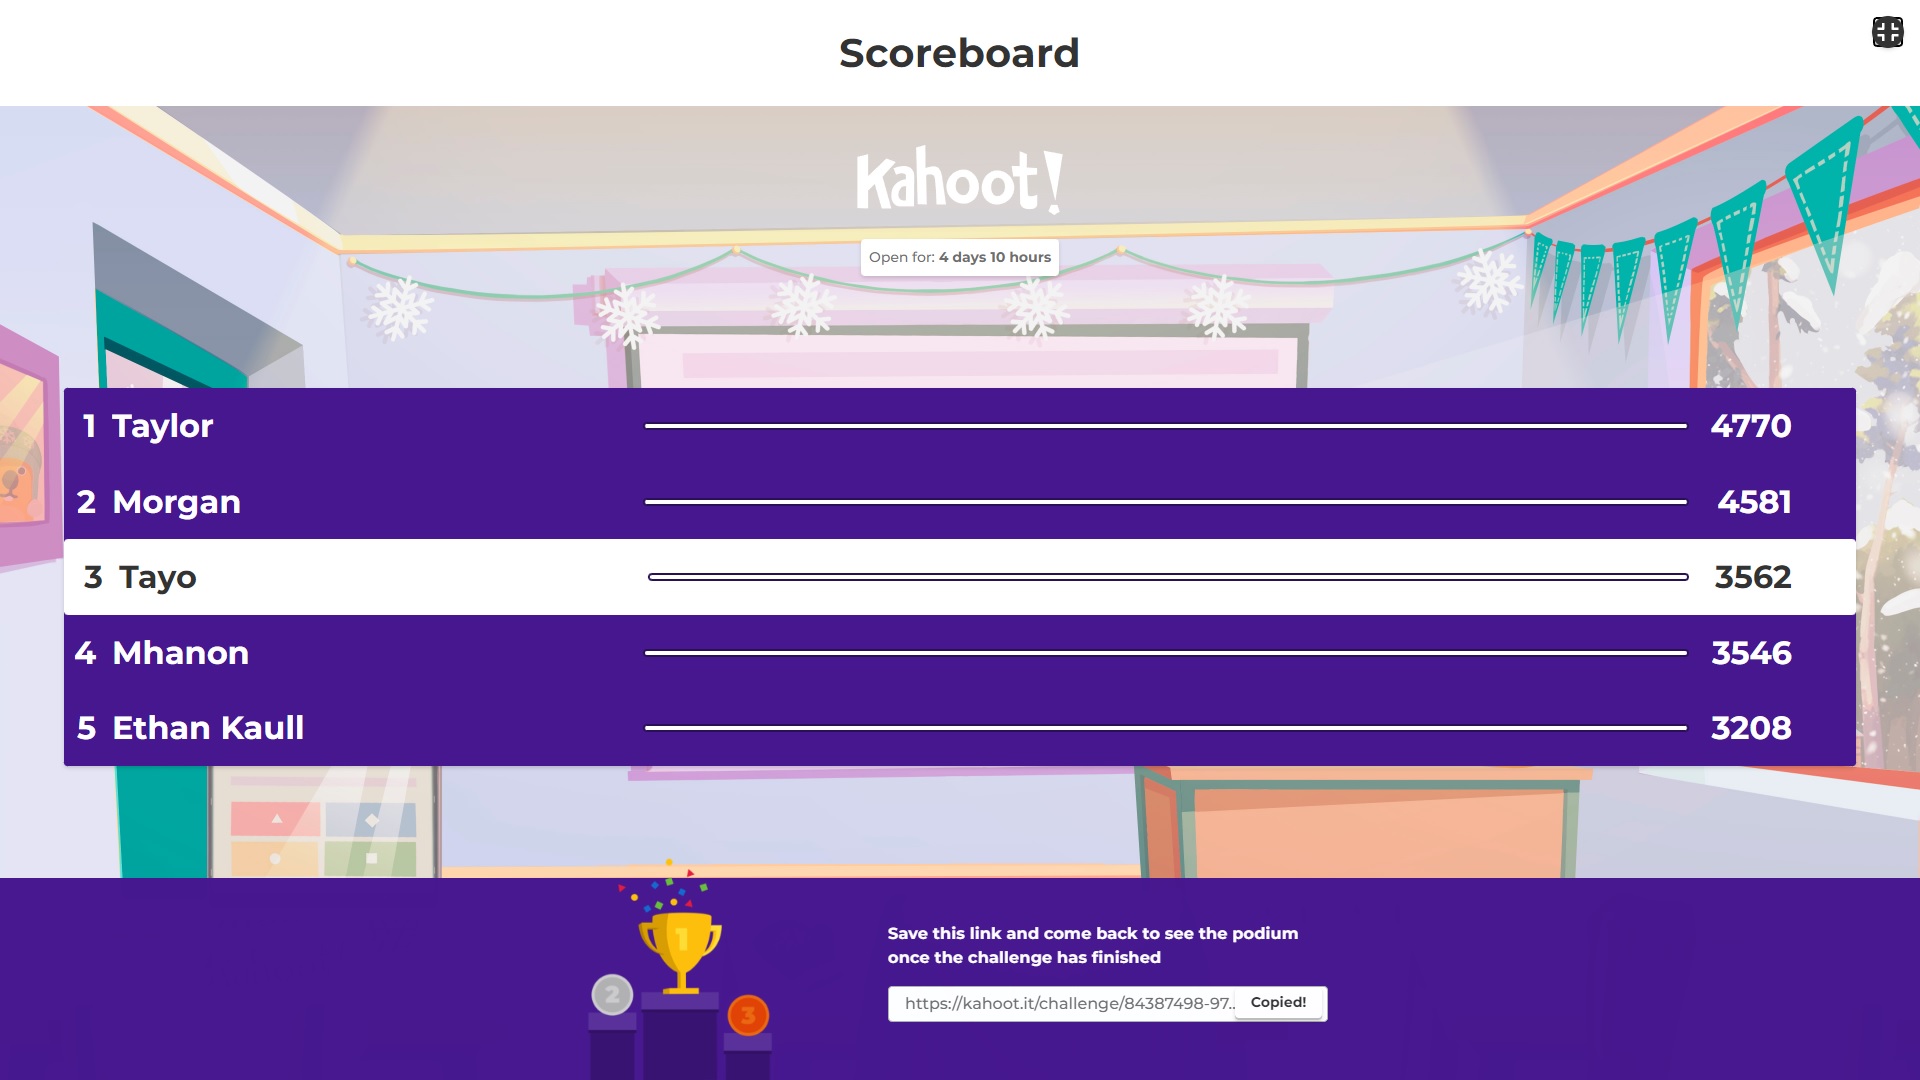 Scoreboard
Kahoot!
Open for: 4 days 10 hours
1 Taylor 4770
2 Morgan 4581
3 Tayo 3562
4 Mhanon 3546
5 Ethan Kaull 3208
1
2
3
Save this link and come back to see the podium
once the challenge has finished
https://kahoot.it/challenge/84387498-97.. Copied!